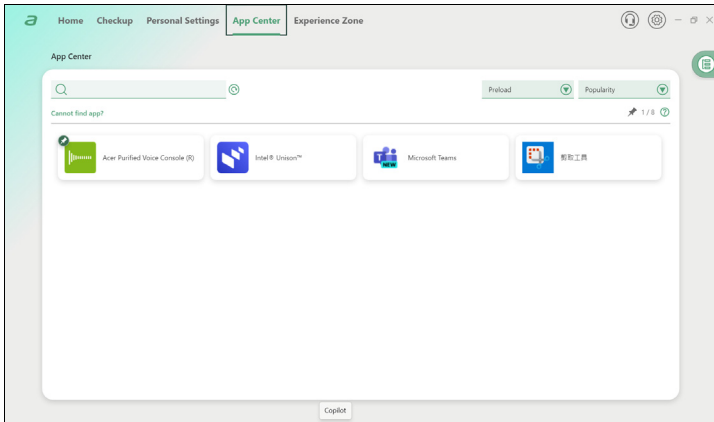 a Home Checkup Personal Settings App Center Experience Zone
App Center
Preload Popularity
Cannot find app? 1 / 8 ?
Acer Purified Voice Console (R) Intel® Unison™ Microsoft Teams 剪取工具
NEW
Copilot